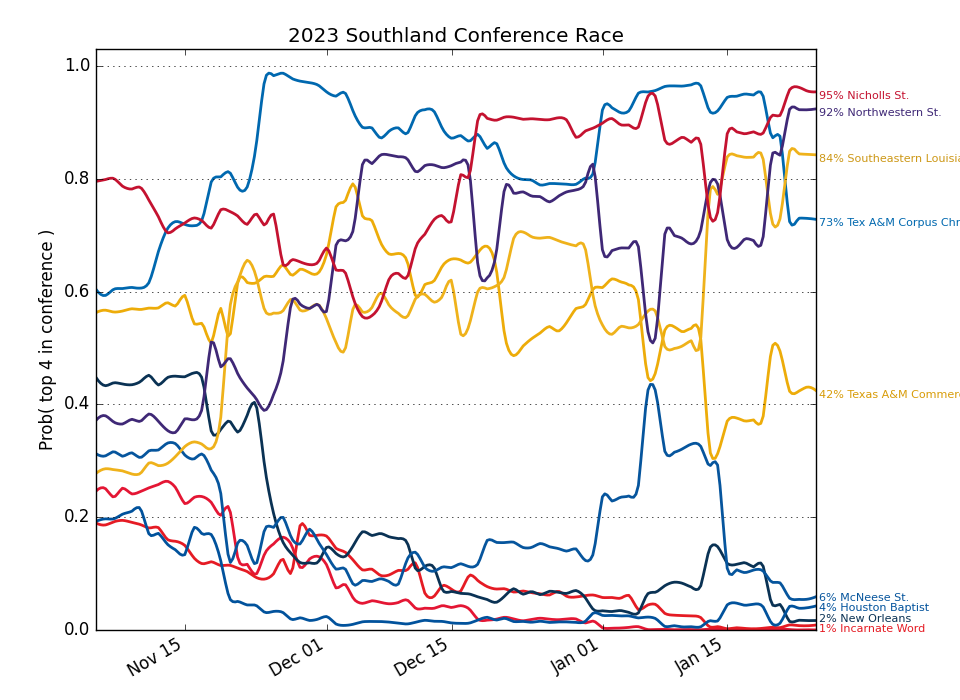 2023 Southland Conference Race
Prob( top 4 in conference )
1.0
0.8
0.6
0.4
0.2
0.0
Nov 15
Dec 01
Dec 15
Jan 01
Jan 15
95% Nicholls St.
92% Northwestern St.
84% Southeastern Louisia
73% Tex A&M Corpus Chr
42% Texas A&M Commerc
6% McNeese St.
4% Houston Baptist
2% New Orleans
1% Incarnate Word